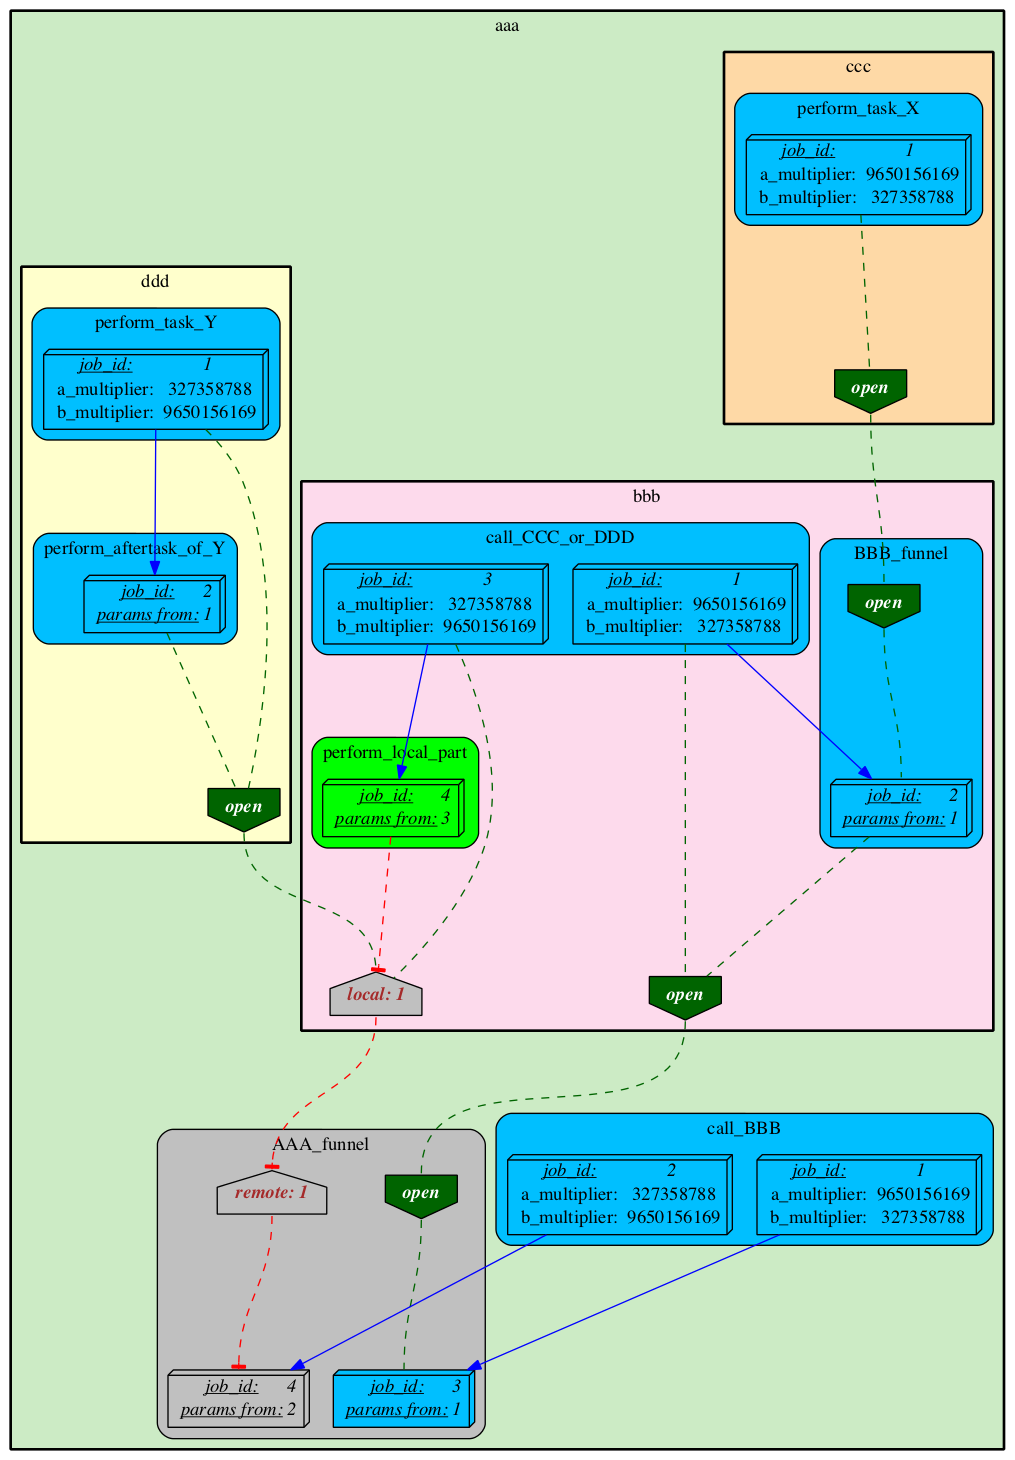 aaa
ccc
perform_task_X
job_id: 1
a_multiplier: 9650156169
b_multiplier: 327358788
open
ddd
perform_task_Y
job_id: 1
a_multiplier: 327358788
b_multiplier: 9650156169
perform_aftertask_of_Y
job_id: 2
params from: 1
open
bbb
call_CCC_or_DDD
job_id: 3
a_multiplier: 327358788
b_multiplier: 9650156169
job_id: 1
a_multiplier: 9650156169
b_multiplier: 327358788
BBB_funnel
open
perform_local_part
job_id: 4
params from: 3
job_id: 2
params from: 1
local: 1
open
AAA_funnel
remote: 1
open
call_BBB
job_id: 2
a_multiplier: 327358788
b_multiplier: 9650156169
job_id: 1
a_multiplier: 9650156169
b_multiplier: 327358788
job_id: 4
params from: 2
job_id: 3
params from: 1